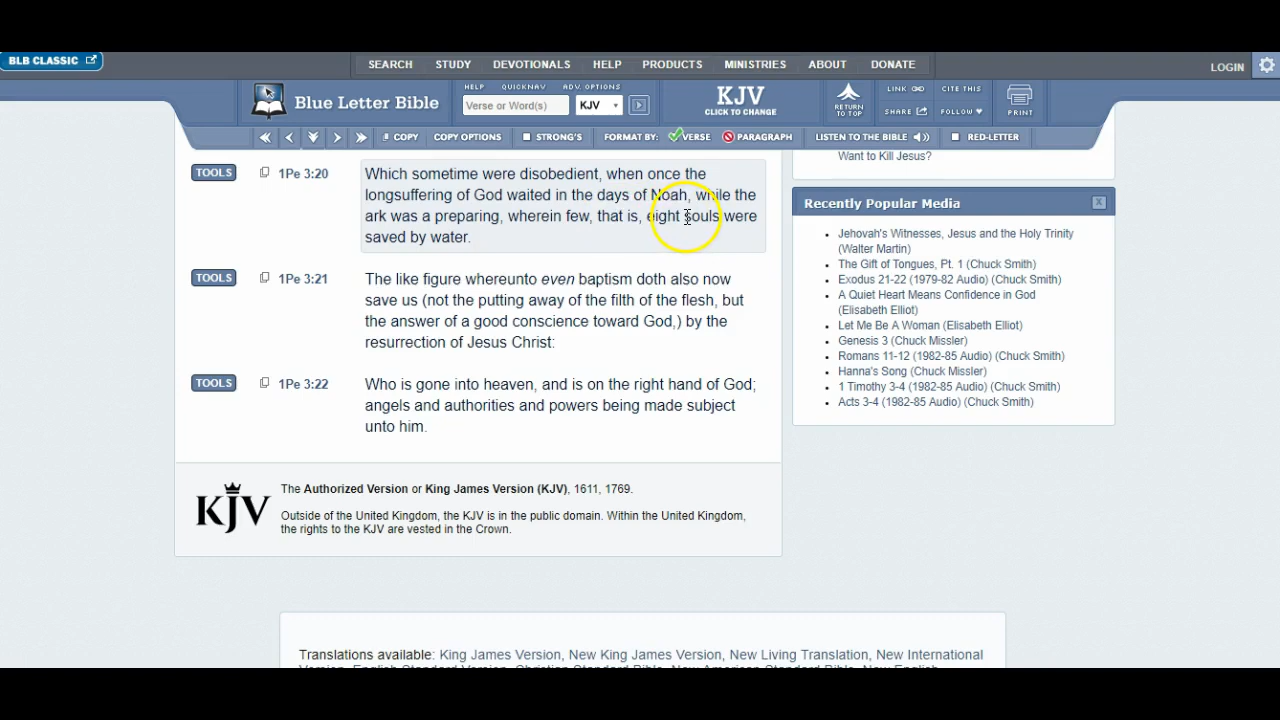 BLB CLASSIC
SEARCH STUDY DEVOTIONALS HELP PRODUCTS MINISTRIES ABOUT DONATE
LOGIN
Blue Letter Bible
HELP QUICKNAV ADV. OPTIONS
Verse or Word(s) KJV
KJV
CLICK TO CHANGE
RETURN
TO TOP
LINK CITE THIS
SHARE FOLLOW
PRINT
COPY COPY OPTIONS STRONG'S FORMAT BY: VERSE PARAGRAPH LISTEN TO THE BIBLE RED-LETTER
TOOLS 1Pe 3:20 Which sometime were disobedient, when once the
longsuffering of God waited in the days of Noah, while the
ark was a preparing, wherein few, that is, eight souls were
saved by water.
TOOLS 1Pe 3:21 The like figure whereunto even baptism doth also now
save us (not the putting away of the filth of the flesh, but
the answer of a good conscience toward God,) by the
resurrection of Jesus Christ:
TOOLS 1Pe 3:22 Who is gone into heaven, and is on the right hand of God;
angels and authorities and powers being made subject
unto him.
KJV
The Authorized Version or King James Version (KJV), 1611, 1769.
Outside of the United Kingdom, the KJV is in the public domain. Within the United Kingdom,
the rights to the KJV are vested in the Crown.
Want to Kill Jesus?
Recently Popular Media
Jehovah's Witnesses, Jesus and the Holy Trinity
(Walter Martin)
The Gift of Tongues, Pt. 1 (Chuck Smith)
Exodus 21-22 (1979-82 Audio) (Chuck Smith)
A Quiet Heart Means Confidence in God
(Elisabeth Elliot)
Let Me Be A Woman (Elisabeth Elliot)
Genesis 3 (Chuck Missler)
Romans 11-12 (1982-85 Audio) (Chuck Smith)
Hanna's Song (Chuck Missler)
1 Timothy 3-4 (1982-85 Audio) (Chuck Smith)
Acts 3-4 (1982-85 Audio) (Chuck Smith)
Translations available: King James Version, New King James Version, New Living Translation, New International
Version, English Standard Version, Christian Standard Bible, New American Standard Bible, New English